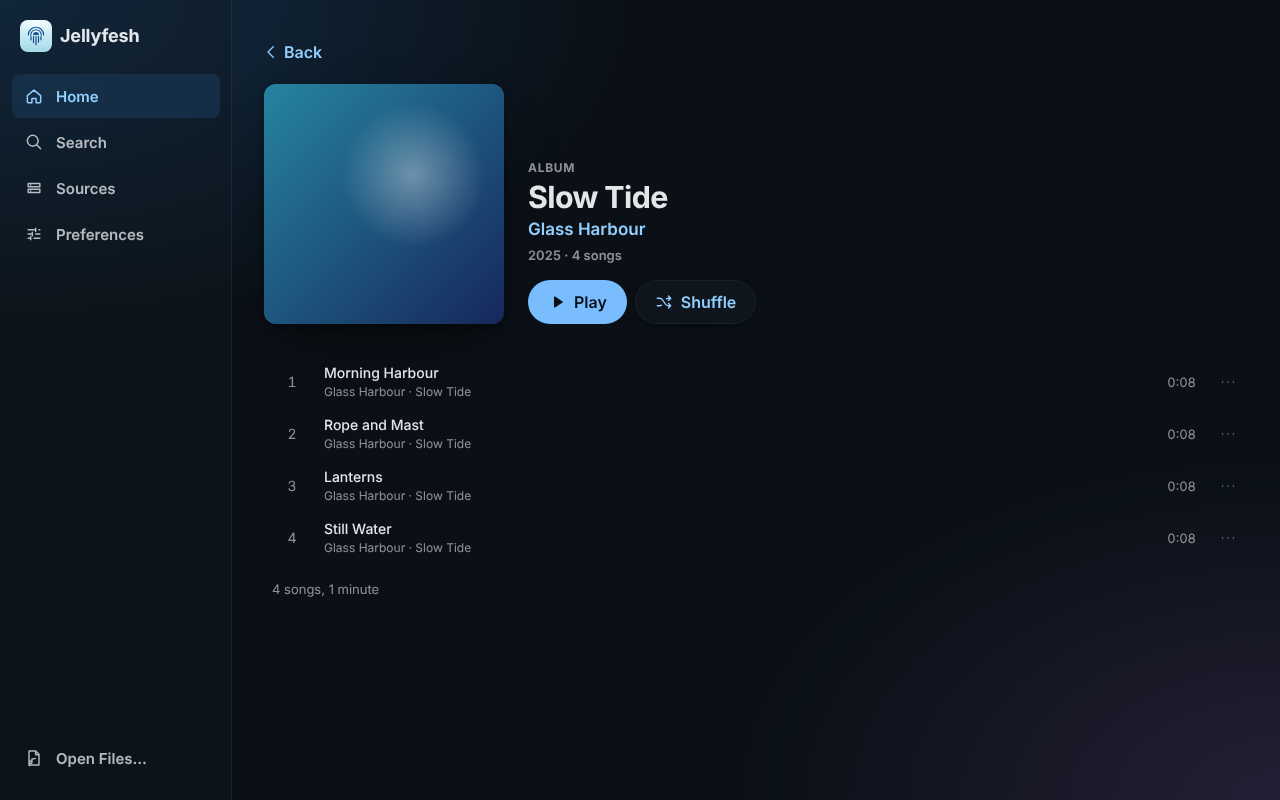 Jellyfesh
Home
Search
Sources
Preferences
Open Files...
Back
ALBUM
Slow Tide
Glass Harbour
2025 · 4 songs
Play
Shuffle
1 Morning Harbour 0:08
Glass Harbour · Slow Tide
2 Rope and Mast 0:08
Glass Harbour · Slow Tide
3 Lanterns 0:08
Glass Harbour · Slow Tide
4 Still Water 0:08
Glass Harbour · Slow Tide
4 songs, 1 minute